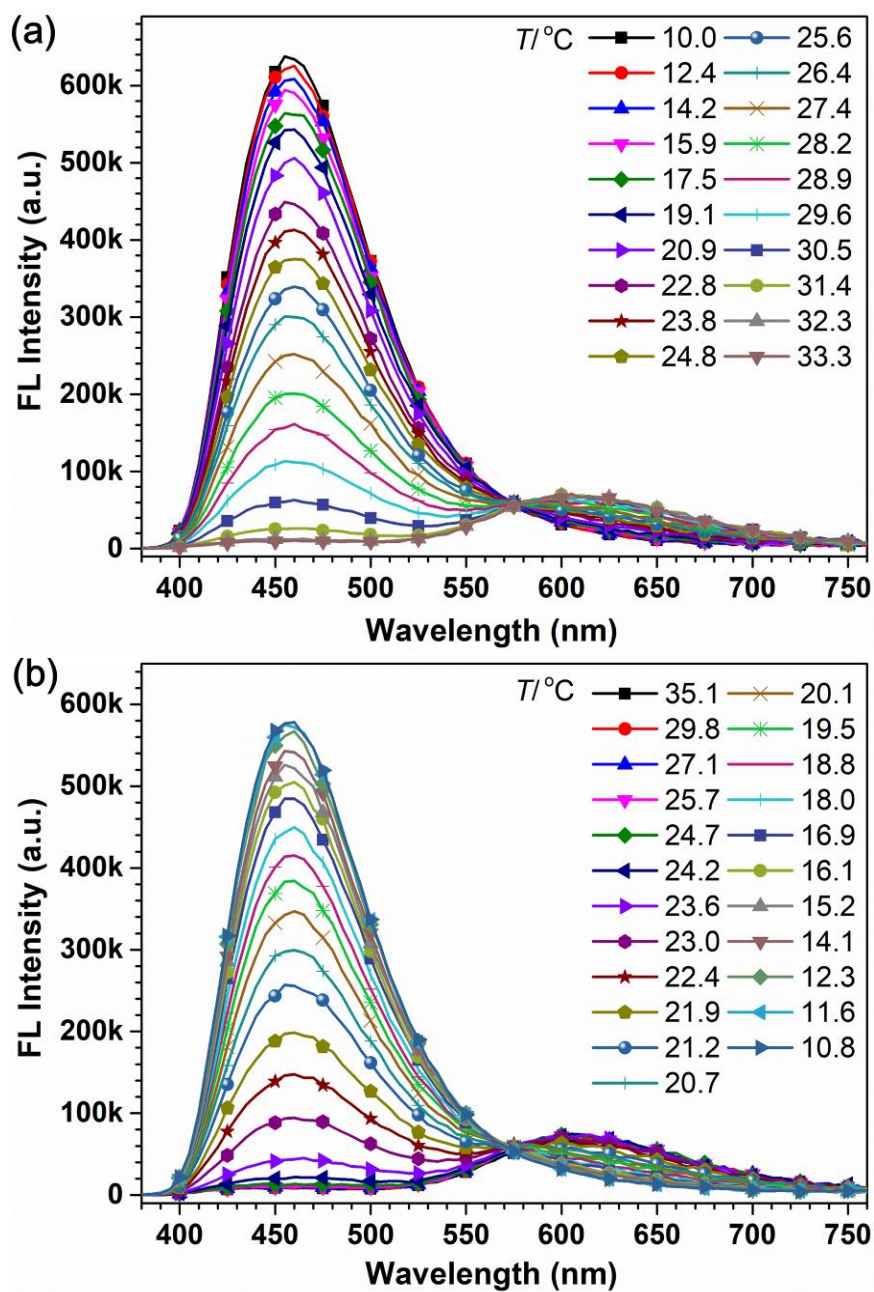 (a)
T/ °C
10.0 25.6
12.4 26.4
14.2 27.4
15.9 28.2
17.5 28.9
19.1 29.6
20.9 30.5
22.8 31.4
23.8 32.3
24.8 33.3
600k
500k
400k
300k
200k
100k
0
FL Intensity (a.u.)
400 450 500 550 600 650 700 750
Wavelength (nm)
(b)
T/ °C
35.1 20.1
29.8 19.5
27.1 18.8
25.7 18.0
24.7 16.9
24.2 16.1
23.6 15.2
23.0 14.1
22.4 12.3
21.9 11.6
21.2 10.8
20.7
600k
500k
400k
300k
200k
100k
0
FL Intensity (a.u.)
400 450 500 550 600 650 700 750
Wavelength (nm)